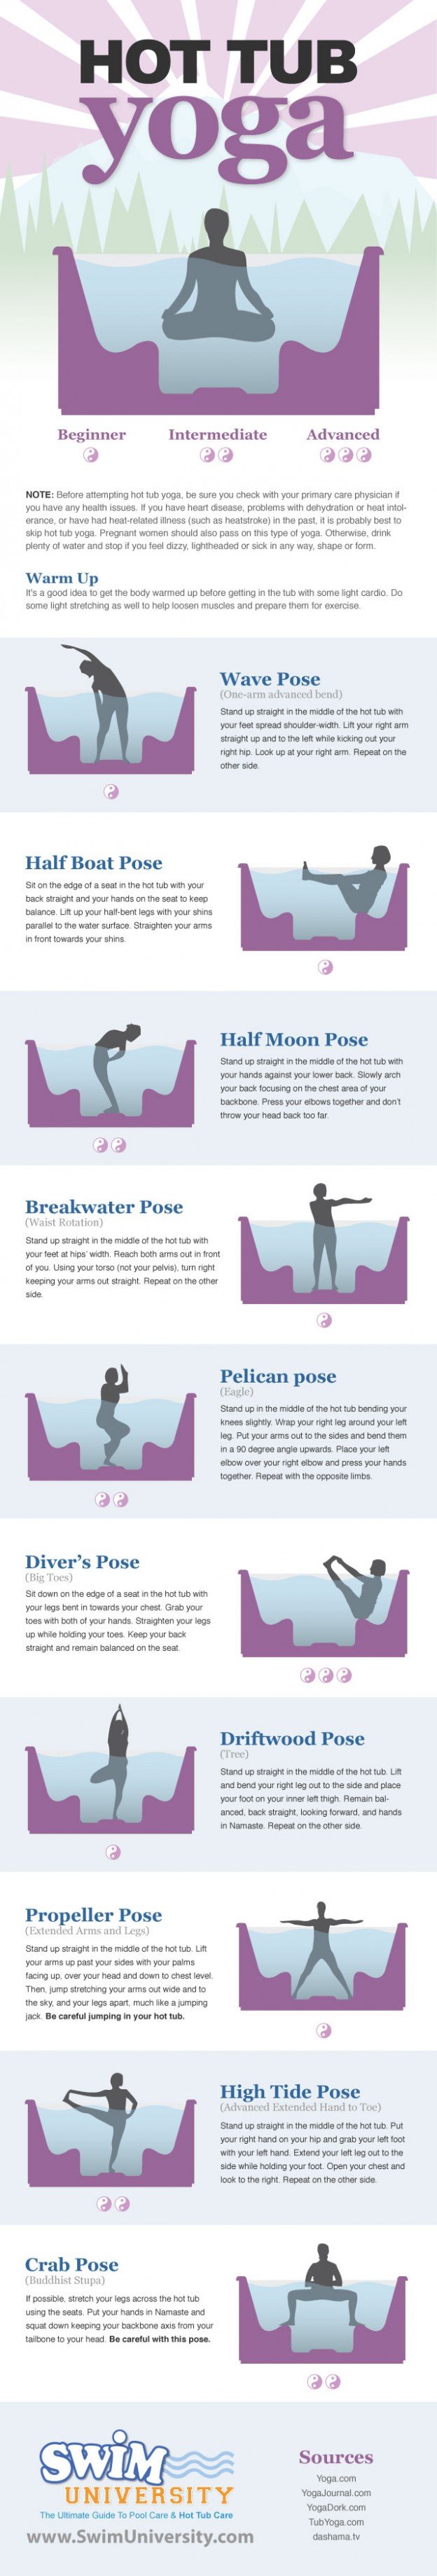 HOT TUB
yoga
Beginner
Intermediate
Advanced
NOTE: Before attempting hot tub yoga, be sure you check with your primary care physician if
you have any health issues. If you have heart disease, problems with dehydration or heat intol-
erance, or have had heat-related illness (such as heatstroke) in the past, it is probably best to
skip hot tub yoga. Pregnant women should also pass on this type of yoga. Otherwise, drink
plenty of water and stop if you feel dizzy, lightheaded or sick in any way, shape or form.
Warm Up
It's a good idea to get the body warmed up before getting in the tub with some light cardio. Do
some light stretching as well to help loosen muscles and prepare them for exercise.
Wave Pose
(One-arm advanced bend)
Stand up straight in the middle of the hot tub with
your feet spread shoulder-width. Lift your right arm
straight up and to the left while kicking out your
right hip. Look up at your right arm. Repeat on the
other side.
Half Boat Pose
Sit on the edge of a seat in the hot tub with your
back straight and your hands on the seat to keep
balance. Lift up your half-bent legs with your shins
parallel to the water surface. Straighten your arms
in front towards your shins.
Half Moon Pose
Stand up straight in the middle of the hot tub with
your hands against your lower back. Slowly arch
your back focusing on the chest area of your
backbone. Press your elbows together and don't
throw your head back too far.
Breakwater Pose
(Waist Rotation)
Stand up straight in the middle of the hot tub with
your feet at hips' width. Reach both arms out in front
of you. Using your torso (not your pelvis), turn right
keeping your arms out straight. Repeat on the other
side.
Pelican pose
(Eagle)
Stand up in the middle of the hot tub bending your
knees slightly. Wrap your right leg around your left
leg. Put your arms out to the sides and bend them
in a 90 degree angle upwards. Place your left
elbow over your right elbow and press your hands
together. Repeat with the opposite limbs.
Diver's Pose
(Big Toes)
Sit down on the edge of a seat in the hot tub with
your legs bent in towards your chest. Grab your
toes with both of your hands. Straighten your legs
up while holding your toes. Keep your back
straight and remain balanced on the seat.
Driftwood Pose
(Tree)
Stand up straight in the middle of the hot tub. Lift
and bend your right leg out to the side and place
your foot on your inner left thigh. Remain bal-
anced, back straight, looking forward, and hands
in Namaste. Repeat on the other side.
Propeller Pose
(Extended Arms and Legs)
Stand up straight in the middle of the hot tub. Lift
your arms up past your sides with your palms
facing up, over your head and down to chest level.
Then, jump stretching your arms out wide and to
the sky, and your legs apart, much like a jumping
jack. Be careful jumping in your hot tub.
High Tide Pose
(Advanced Extended Hand to Toe)
Stand up straight in the middle of the hot tub. Put
your right hand on your hip and grab your left foot
with your left hand. Extend your left leg out to the
side while holding your foot. Open your chest and
look to the right. Repeat on the other side.
Crab Pose
(Buddhist Stupa)
If possible, stretch your legs across the hot tub
using the seats. Put your hands in Namaste and
squat down keeping your backbone axis from your
tailbone to your head. Be careful with this pose.
SWIM
UNIVERSITY
The Ultimate Guide To Pool Care & Hot Tub Care
www.SwimUniversity.com
Sources
Yoga.com
YogaJournal.com
YogaDork.com
TubYoga.com
dashama.tv